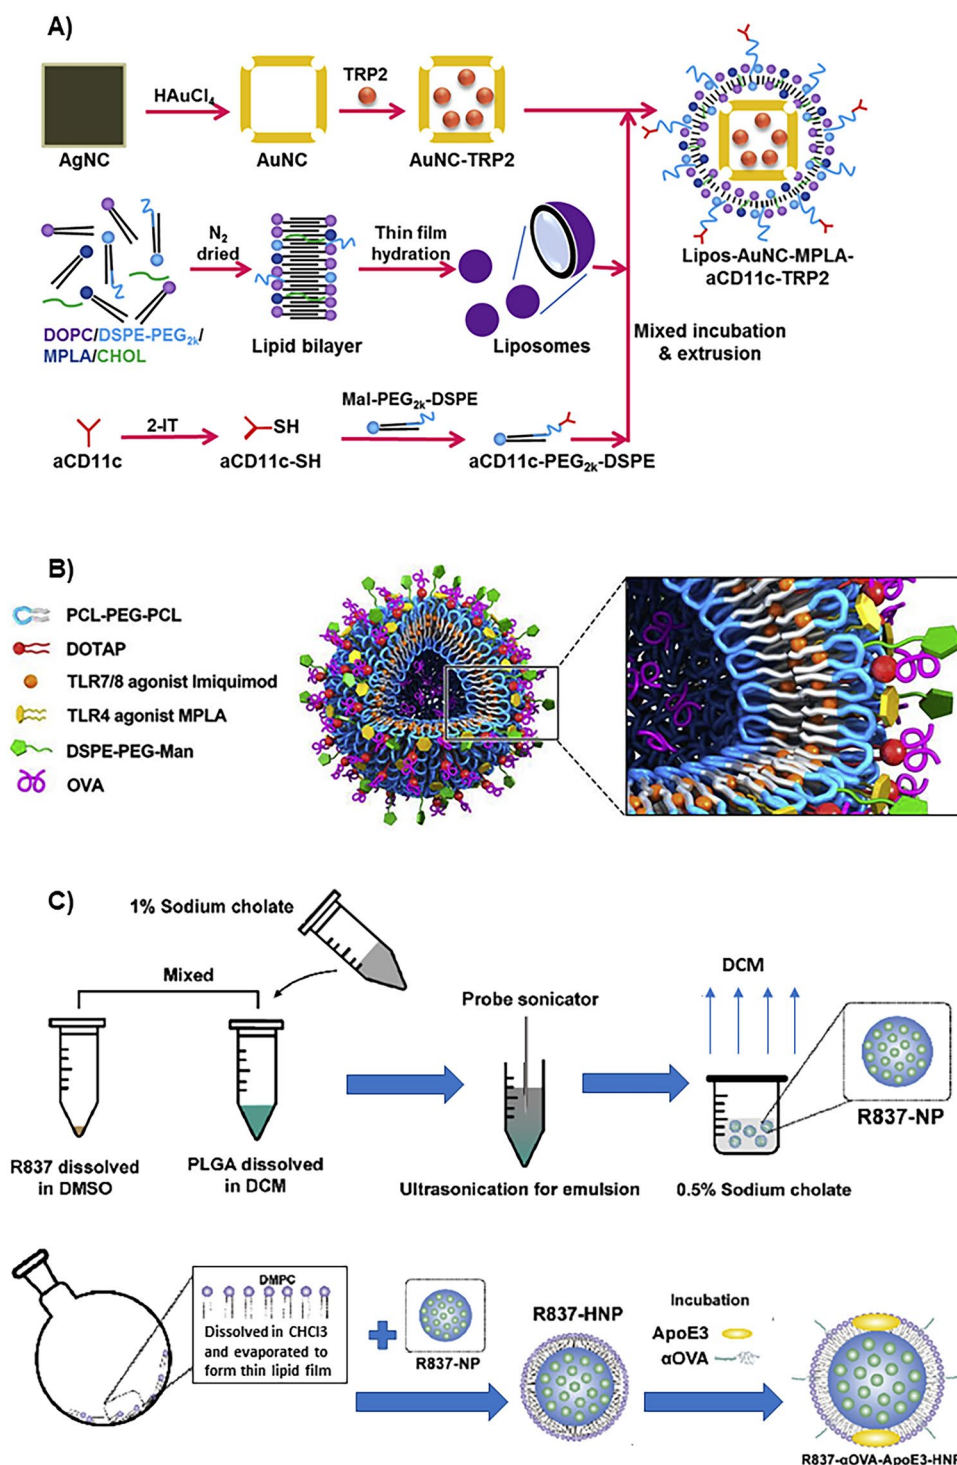 A)
HAuCl4
TRP2
AgNC
AuNC
AuNC-TRP2
Lipos-AuNC-MPLA-
aCD11c-TRP2
N2
dried
Thin film
hydration
DOPC/DSPE-PEG2k/
MPLA/CHOL
Lipid bilayer
Liposomes
Mixed incubation
& extrusion
2-IT
SH
Mal-PEG2k-DSPE
aCD11c
aCD11c-SH
aCD11c-PEG2k-DSPE
B)
PCL-PEG-PCL
DOTAP
TLR7/8 agonist Imiquimod
TLR4 agonist MPLA
DSPE-PEG-Man
OVA
C)
1% Sodium cholate
Mixed
Probe sonicator
DCM
R837-NP
R837 dissolved
in DMSO
PLGA dissolved
in DCM
Ultrasonication for emulsion
0.5% Sodium cholate
DMPC
Dissolved in CHCl3
and evaporated to
form thin lipid film
R837-NP
R837-HNP
Incubation
ApoE3
αOVA
R837-αOVA-ApoE3-HNP